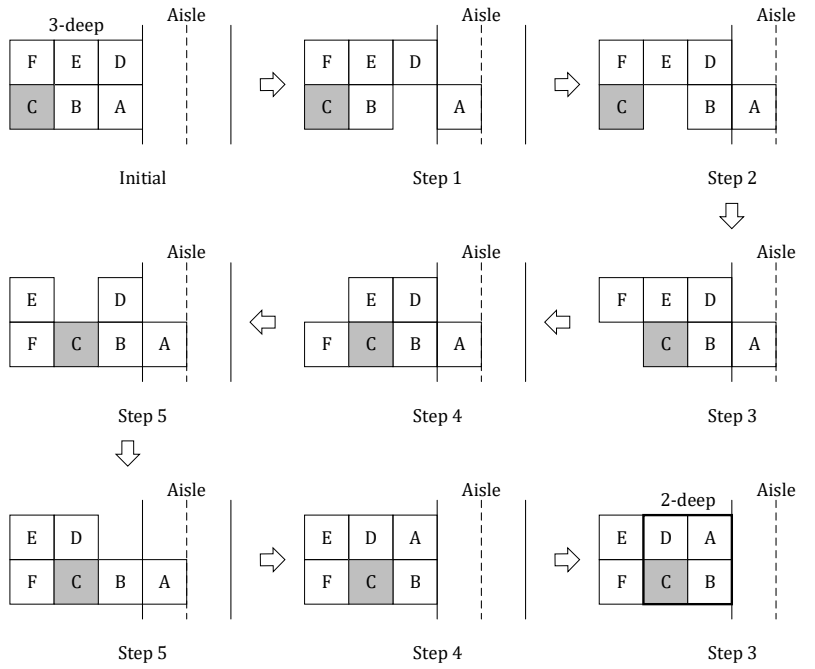 3-deep Aisle
F E D
C B A
Initial
Aisle
F E D
C B A
Step 1
Aisle
F E D
C B A
Step 2
Aisle
F E D
C B A
Step 3
Aisle
E D
F C B A
Step 4
Aisle
E D
F C B A
Step 5
Aisle
E D
F C B A
Step 5
Aisle
E D A
F C B
Step 4
2-deep Aisle
E D A
F C B
Step 3